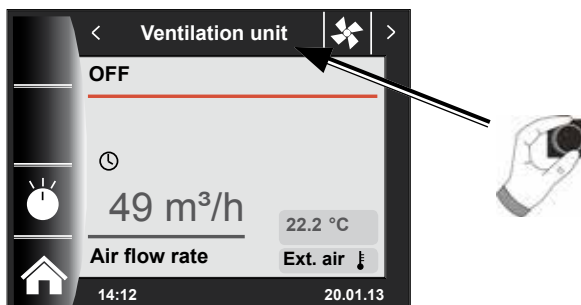 Ventilation unit
OFF
49 m³/h
22.2 °C
Air flow rate
Ext. air
14:12
20.01.13